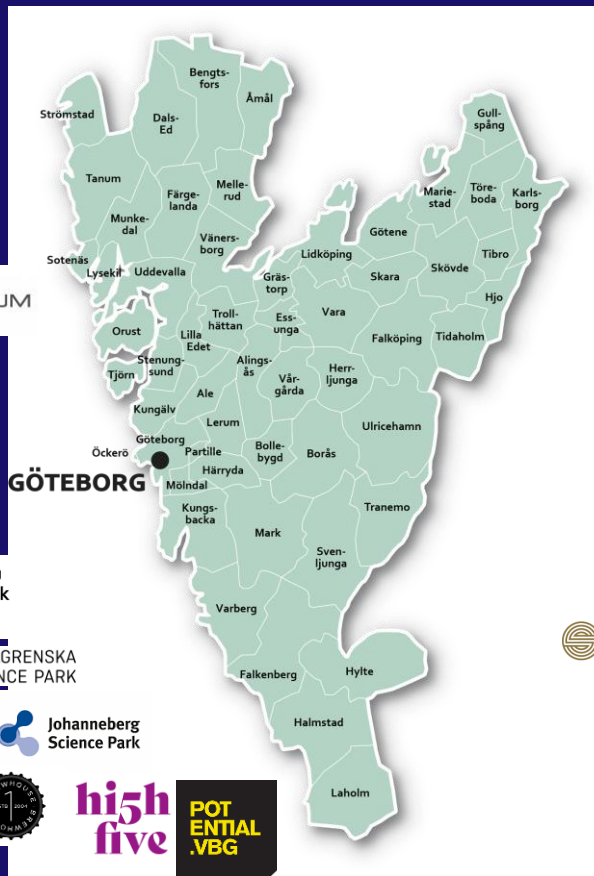 Bengts-
fors
Åmål
Strömstad
Dals-
Ed
Gull-
spång
Tanum
Färge-
landa
Melle-
rud
Marie-
stad
Töre-
boda
Karls-
borg
Munke-
dal
Väners-
borg
Götene
Sotenäs
Lysekil
Uddevalla
Lidköping
Skara
Skövde
Tibro
Gräs-
torp
Hjo
UM
Orust
Lilla
Edet
Troll-
hättan
Ess-
unga
Vara
Falköping
Tidaholm
Tjörn
Stenung-
sund
Alings-
ås
Vår-
gårda
Herr-
ljunga
Kungälv
Ale
Lerum
Ulricehamn
Göteborg
Öckerö
Partille
Bolle-
bygd
Borås
Härryda
GÖTEBORG
Mölndal
Kungs-
backa
Mark
Tranemo
Sven-
ljunga
k
Varberg
GRENSKA
NCE PARK
Falkenberg
Hylte
Halmstad
Johanneberg
Science Park
Laholm
1
2004
hi5h
five
POT
ENTIAL
.VBG